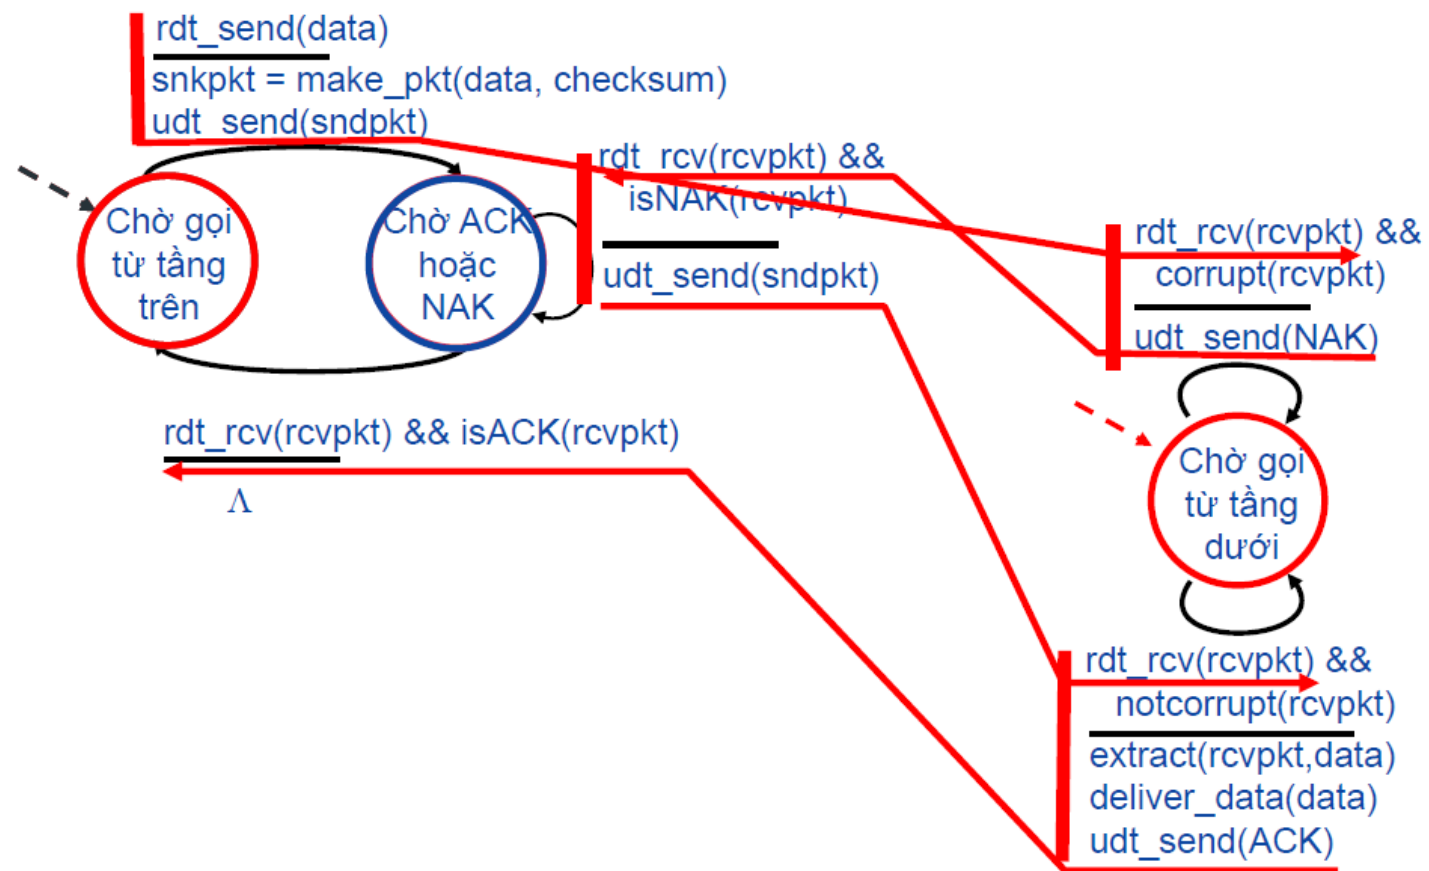 rdt_send(data)
snkpkt = make_pkt(data, checksum)
udt_send(sndpkt)
rdt_rcv(rcvpkt) &&
isNAK(rcvpkt)
udt_send(sndpkt)
Chờ gọi
từ tầng
trên
Chờ ACK
hoặc
NAK
rdt_rcv(rcvpkt) && isACK(rcvpkt)
Λ
rdt_rcv(rcvpkt) &&
corrupt(rcvpkt)
udt_send(NAK)
Chờ gọi
từ tầng
dưới
rdt_rcv(rcvpkt) &&
notcorrupt(rcvpkt)
extract(rcvpkt,data)
deliver_data(data)
udt_send(ACK)